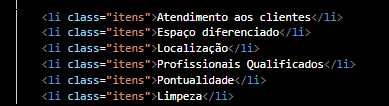 <li class="itens">Atendimento aos clientes</li>
<li class="itens">Espaço diferenciado</li>
<li class="itens">Localização</li>
<li class="itens">Profissionais Qualificados</li>
<li class="itens">Pontualidade</li>
<li class="itens">Limpeza</li>